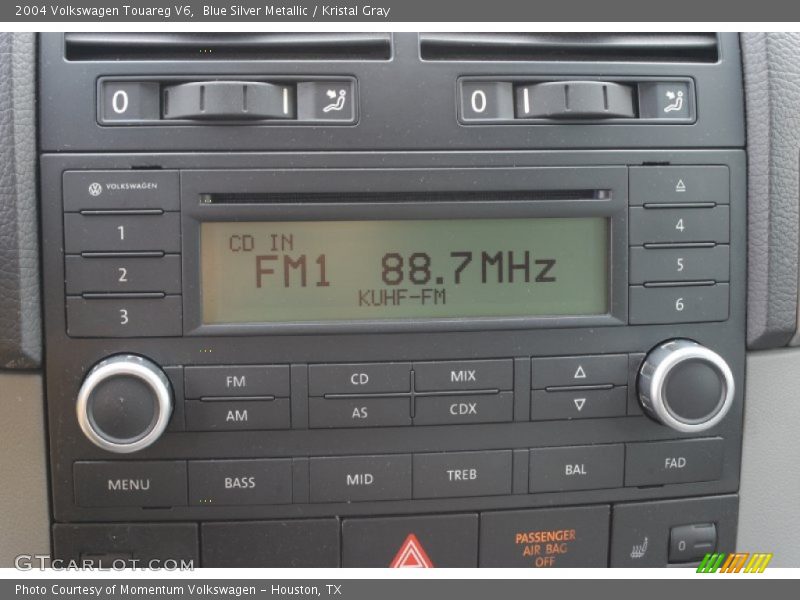 2004 Volkswagen Touareg V6, Blue Silver Metallic / Kristal Gray
0 0
VOLKSWAGEN
1
2
3
CD IN
FM1 88.7MHz
KUHF-FM
4
5
6
FM CD MIX
AM AS CDX
MENU BASS MID TREB BAL FAD
PASSENGER
AIR BAG
OFF
0
GTCARLOT.COM
Photo Courtesy of Momentum Volkswagen - Houston, TX